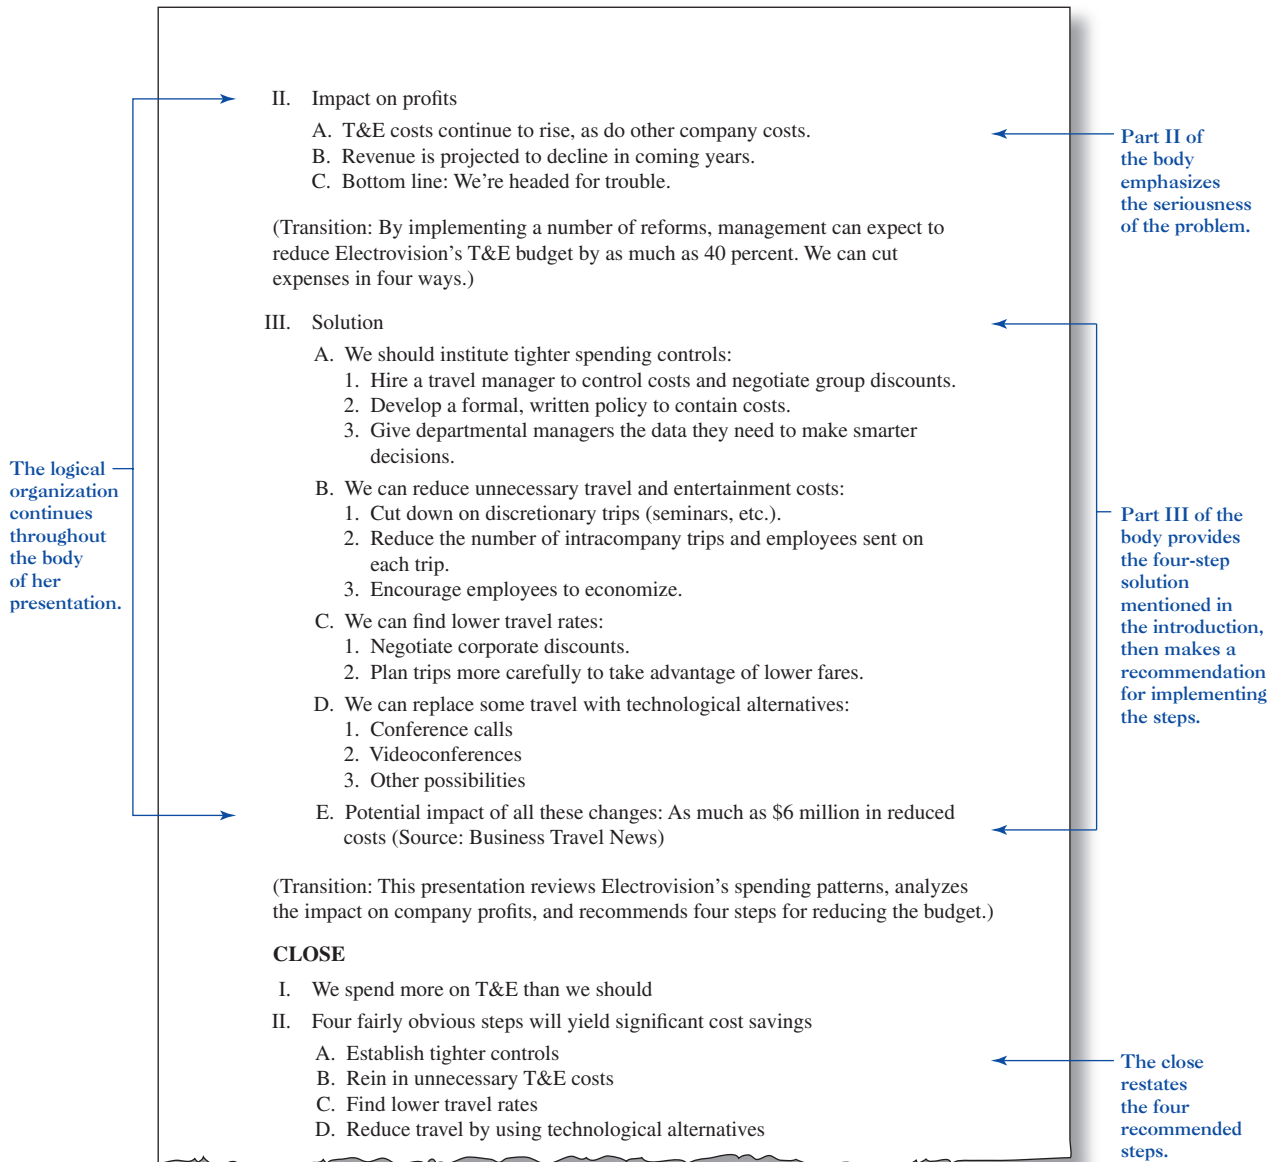 II. Impact on profits
A. T&E costs continue to rise, as do other company costs.
B. Revenue is projected to decline in coming years.
C. Bottom line: We're headed for trouble.
(Transition: By implementing a number of reforms, management can expect to
reduce Electrovision's T&E budget by as much as 40 percent. We can cut
expenses in four ways.)
III. Solution
A. We should institute tighter spending controls:
1. Hire a travel manager to control costs and negotiate group discounts.
2. Develop a formal, written policy to contain costs.
3. Give departmental managers the data they need to make smarter
decisions.
B. We can reduce unnecessary travel and entertainment costs:
1. Cut down on discretionary trips (seminars, etc.).
2. Reduce the number of intracompany trips and employees sent on
each trip.
3. Encourage employees to economize.
C. We can find lower travel rates:
1. Negotiate corporate discounts.
2. Plan trips more carefully to take advantage of lower fares.
D. We can replace some travel with technological alternatives:
1. Conference calls
2. Videoconferences
3. Other possibilities
E. Potential impact of all these changes: As much as $6 million in reduced
costs (Source: Business Travel News)
(Transition: This presentation reviews Electrovision's spending patterns, analyzes
the impact on company profits, and recommends four steps for reducing the budget.)
CLOSE
I. We spend more on T&E than we should
II. Four fairly obvious steps will yield significant cost savings
A. Establish tighter controls
B. Rein in unnecessary T&E costs
C. Find lower travel rates
D. Reduce travel by using technological alternatives
The logical
organization
continues
throughout
the body
of her
presentation.
Part II of
the body
emphasizes
the seriousness
of the problem.
Part III of the
body provides
the four-step
solution
mentioned in
the introduction,
then makes a
recommendation
for implementing
the steps.
The close
restates
the four
recommended
steps.